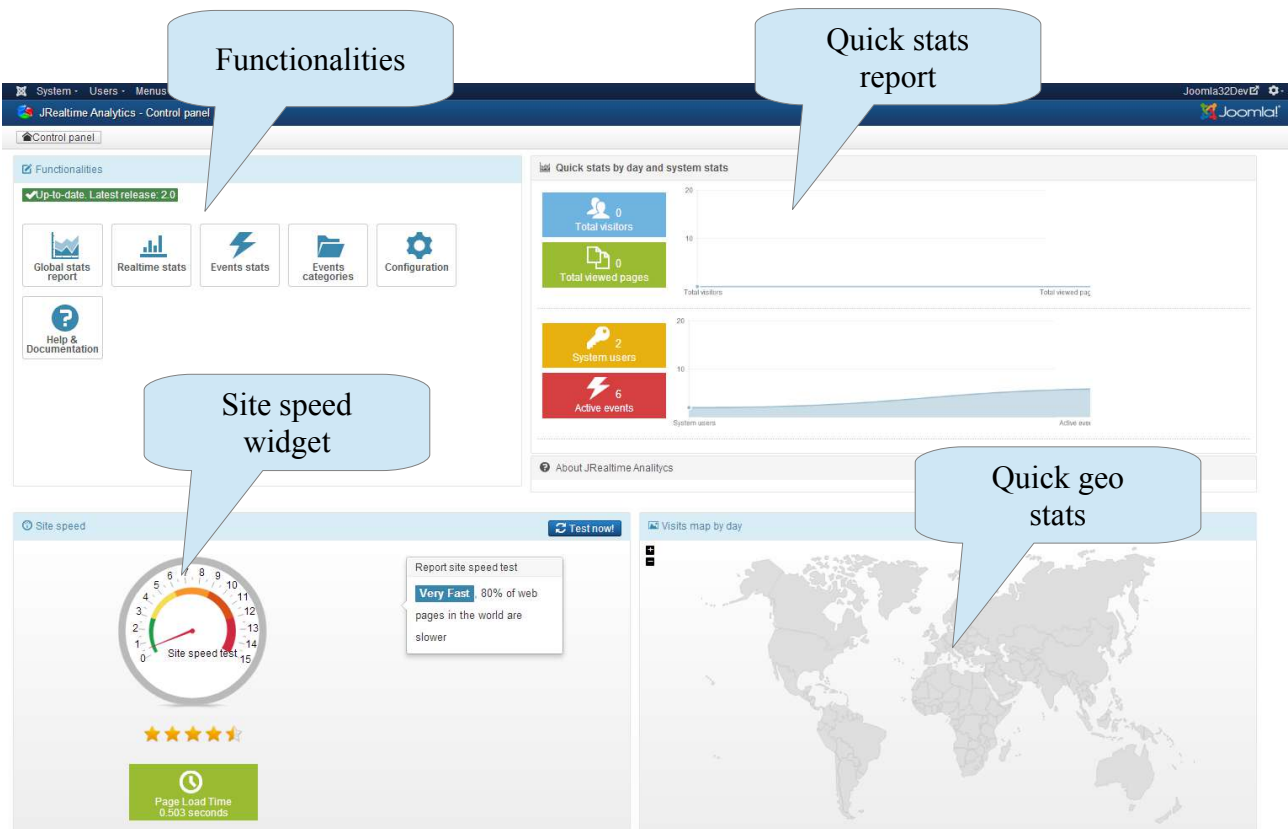 Functionalities
Quick stats
report
System
Users
Menus
Joomla32Dev
JRealtime Analytics - Control panel
Joomla!
Control panel
Functionalities
Up-to-date. Latest release: 2.0
Global stats
report
Realtime stats
Events stats
Events
categories
Configuration
Help &
Documentation
Quick stats by day and system stats
0
Total visitors
0
Total viewed pages
20
10
Total visitors
Total viewed pag
2
System users
6
Active events
20
10
System users
Active even
About JRealtime Analitycs
Site speed
widget
Quick geo
stats
Site speed
Test now!
0
1
2
3
4
5
6
7
8
9
10
11
12
13
14
15
Site speed test
Report site speed test
Very Fast , 80% of web
pages in the world are
slower
Page Load Time
0.503 seconds
Visits map by day
+
-